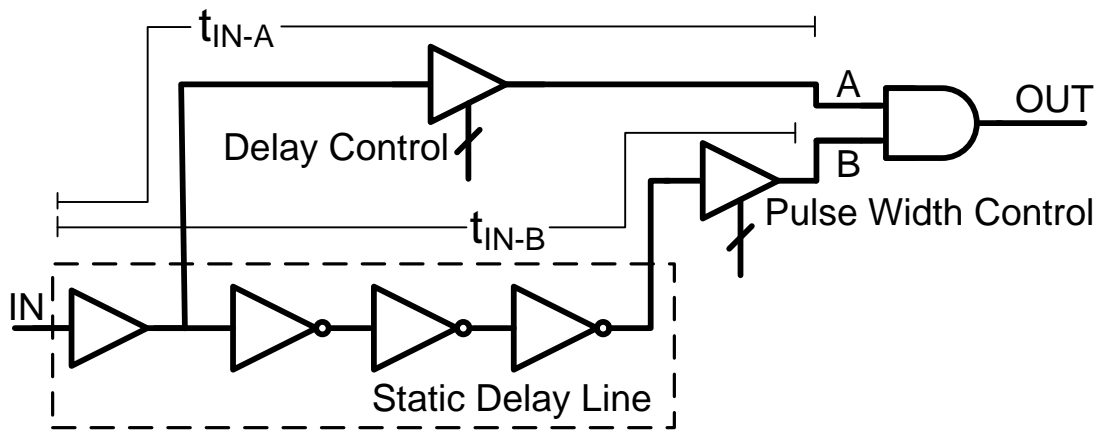 tIN-A
A
OUT
Delay Control
B
Pulse Width Control
tIN-B
IN
Static Delay Line